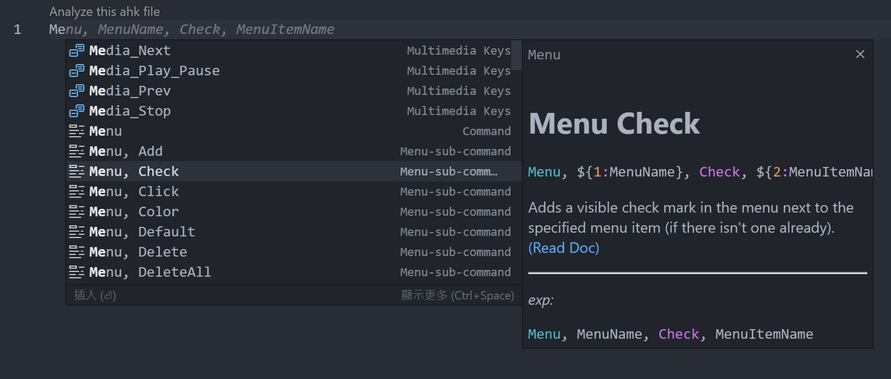 Analyze this ahk file
1 Menu, MenuName, Check, MenuItemName
Media_Next Multimedia Keys
Media_Play_Pause Multimedia Keys
Media_Prev Multimedia Keys
Media_Stop Multimedia Keys
Menu Command
Menu, Add Menu-sub-command
Menu, Check Menu-sub-comm…
Menu, Click Menu-sub-command
Menu, Color Menu-sub-command
Menu, Default Menu-sub-command
Menu, Delete Menu-sub-command
Menu, DeleteAll Menu-sub-command
插入 (⏎) 顯示更多 (Ctrl+Space)
Menu ×
Menu Check
Menu, ${1:MenuName}, Check, ${2:MenuItemNam
Adds a visible check mark in the menu next to the
specified menu item (if there isn't one already).
(Read Doc)
exp:
Menu, MenuName, Check, MenuItemName